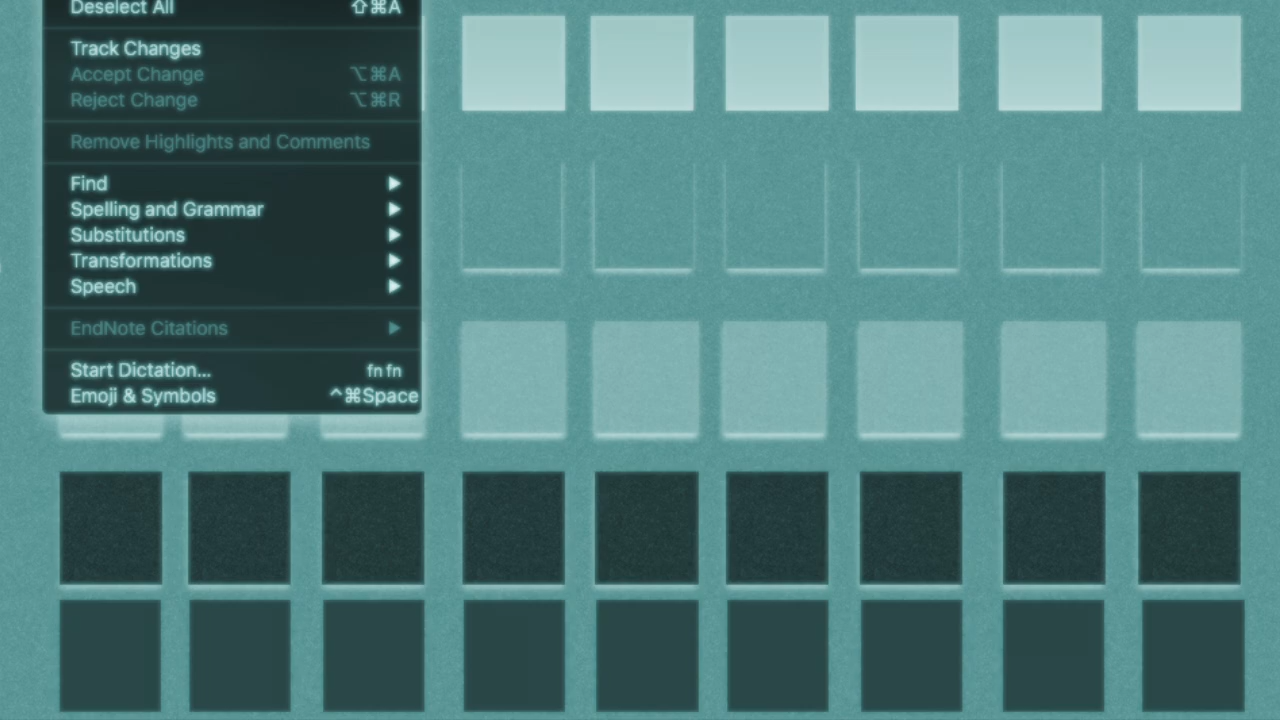 Deselect All ⇧⌘A
Track Changes
Accept Change ⌥⌘A
Reject Change ⌥⌘R
Remove Highlights and Comments
Find ▶
Spelling and Grammar ▶
Substitutions ▶
Transformations ▶
Speech ▶
EndNote Citations ▶
Start Dictation... fn fn
Emoji & Symbols ^⌘Space